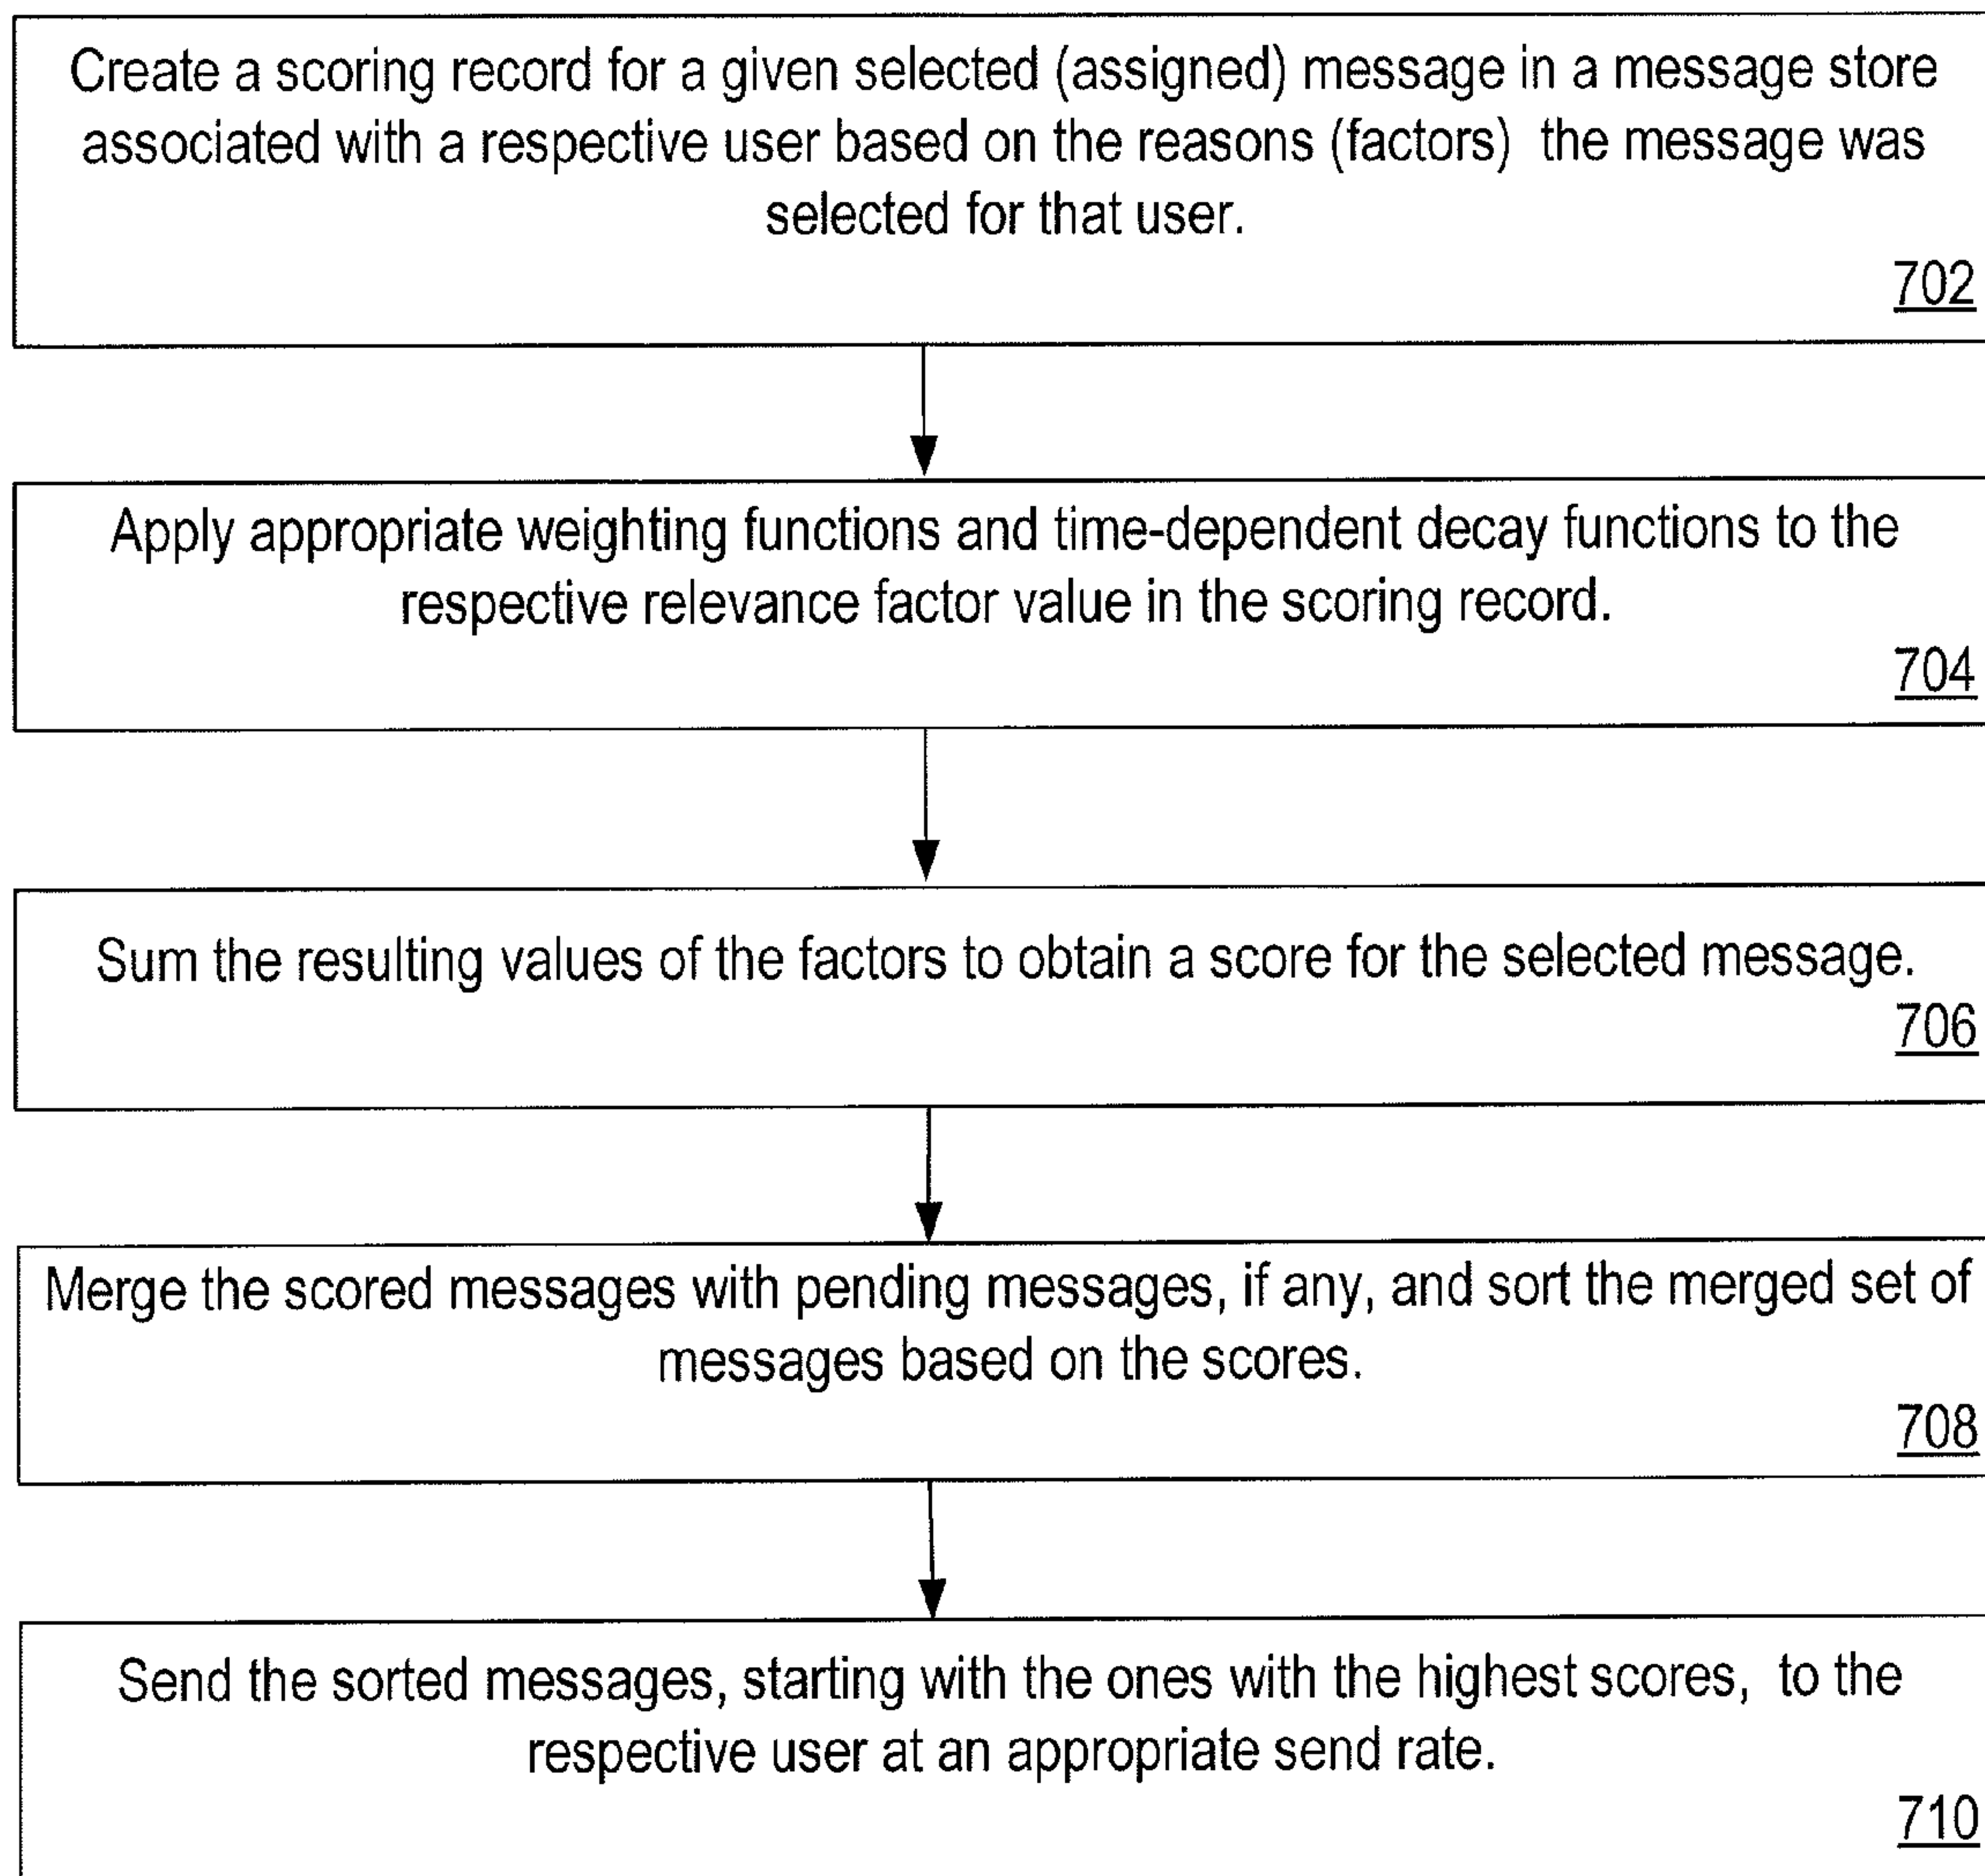 Create a scoring record for a given selected (assigned) message in a message store
associated with a respective user based on the reasons (factors) the message was
selected for that user.
702
Apply appropriate weighting functions and time-dependent decay functions to the
respective relevance factor value in the scoring record.
704
Sum the resulting values of the factors to obtain a score for the selected message.
706
Merge the scored messages with pending messages, if any, and sort the merged set of
messages based on the scores.
708
Send the sorted messages, starting with the ones with the highest scores, to the
respective user at an appropriate send rate.
710